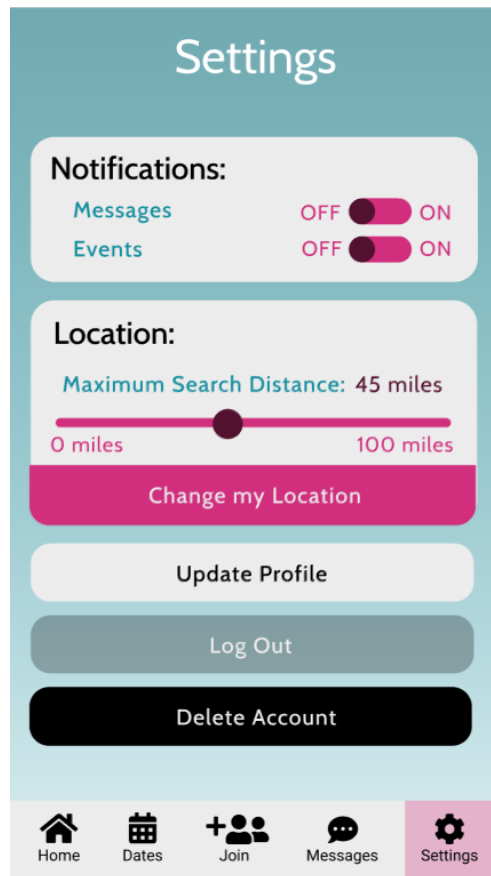 Settings
Notifications:
Messages OFF ON
Events OFF ON
Location:
Maximum Search Distance: 45 miles
0 miles 100 miles
Change my Location
Update Profile
Log Out
Delete Account
Home Dates Join Messages Settings